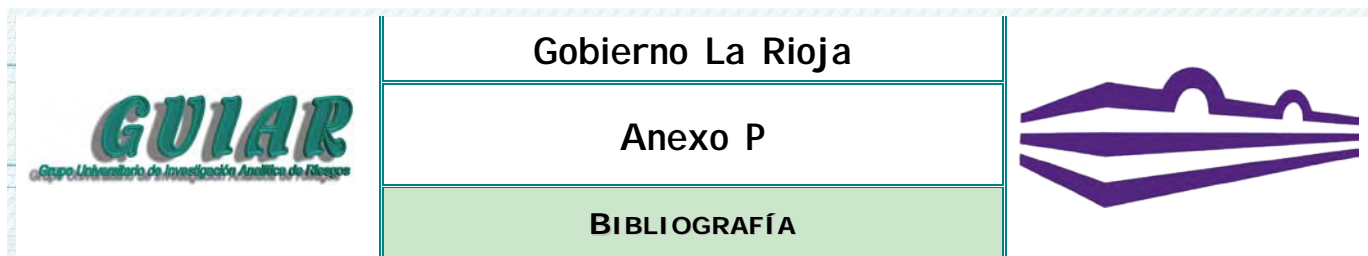 GUIAR
Grupo Universitario de Investigación Analítica de Riesgos
Gobierno La Rioja
Anexo P
BIBLIOGRAFÍA